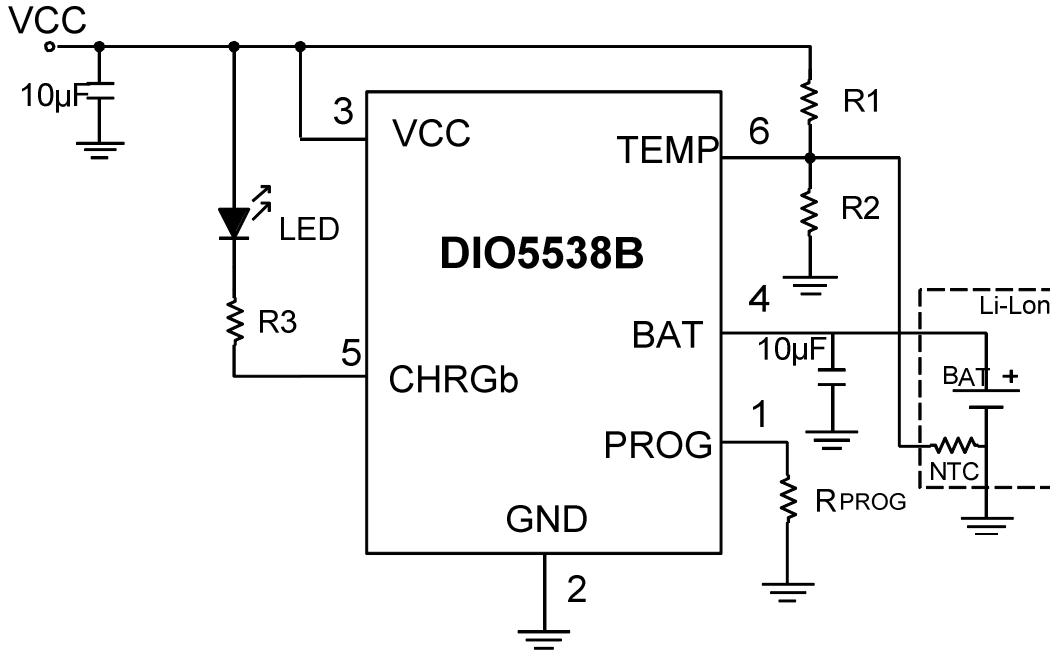 VCC
10µF
3
VCC
TEMP
6
R1
R2
LED
DIO5538B
R3
5
CHRGb
BAT
4
10µF
Li-Lon
BAT +
PROG
1
NTC
RPROG
GND
2